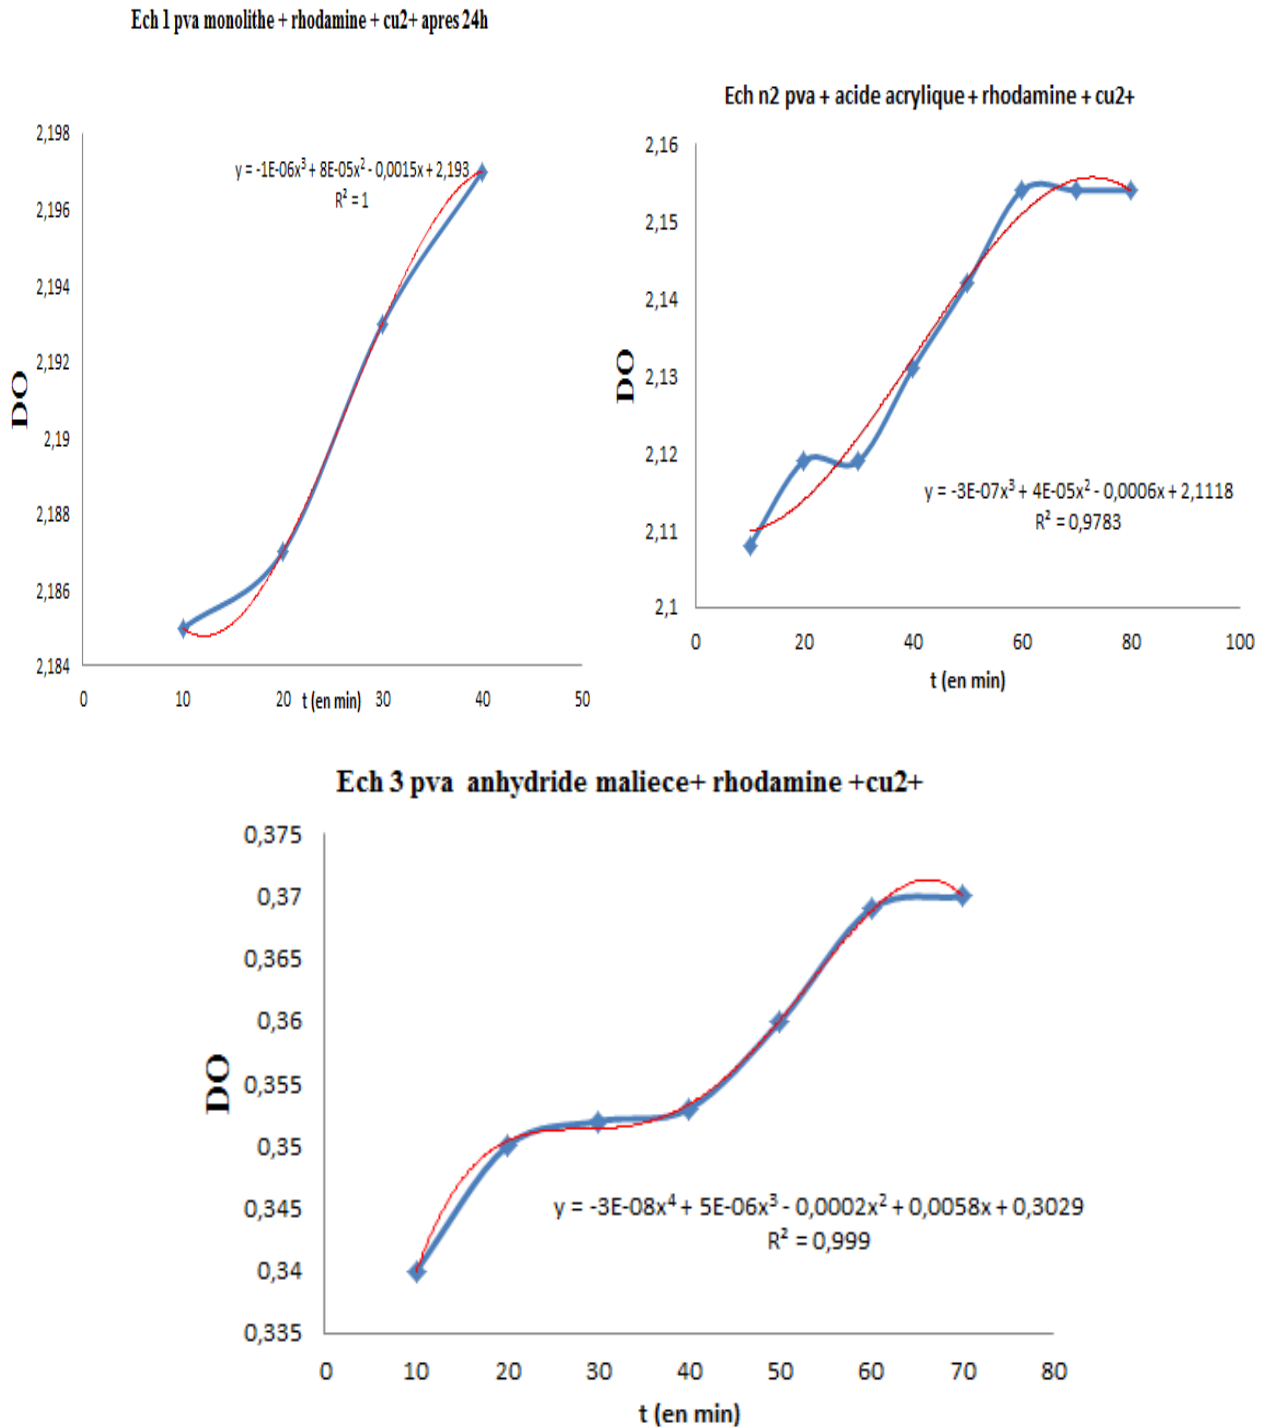 Ech 1 pva monolithe + rhodamine + cu2+ apres 24h
2,198
2,196
2,194
2,192
2,19
2,188
2,186
2,184
DO
y = -1E-06x³ + 8E-05x² - 0,0015x + 2,193
R² = 1
0 10 20 30 40 50
t (en min)
Ech n2 pva + acide acrylique + rhodamine + cu2+
2,16
2,15
2,14
2,13
2,12
2,11
2,1
DO
y = -3E-07x³ + 4E-05x² - 0,0006x + 2,1118
R² = 0,9783
0 20 40 60 80 100
t (en min)
Ech 3 pva anhydride maliece+ rhodamine +cu2+
0,375
0,37
0,365
0,36
0,355
0,35
0,345
0,34
0,335
DO
y = -3E-08x⁴ + 5E-06x³ - 0,0002x² + 0,0058x + 0,3029
R² = 0,999
0 10 20 30 40 50 60 70 80
t (en min)